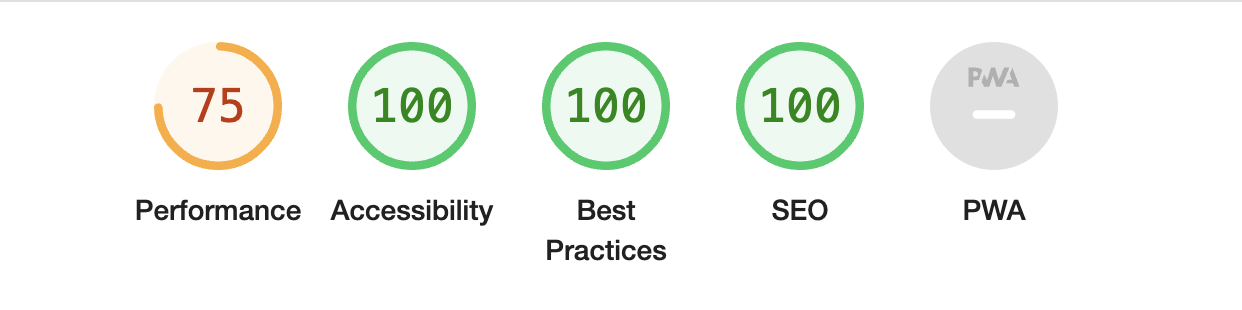 75
100
100
100
PWA
Performance
Accessibility
Best
Practices
SEO
PWA